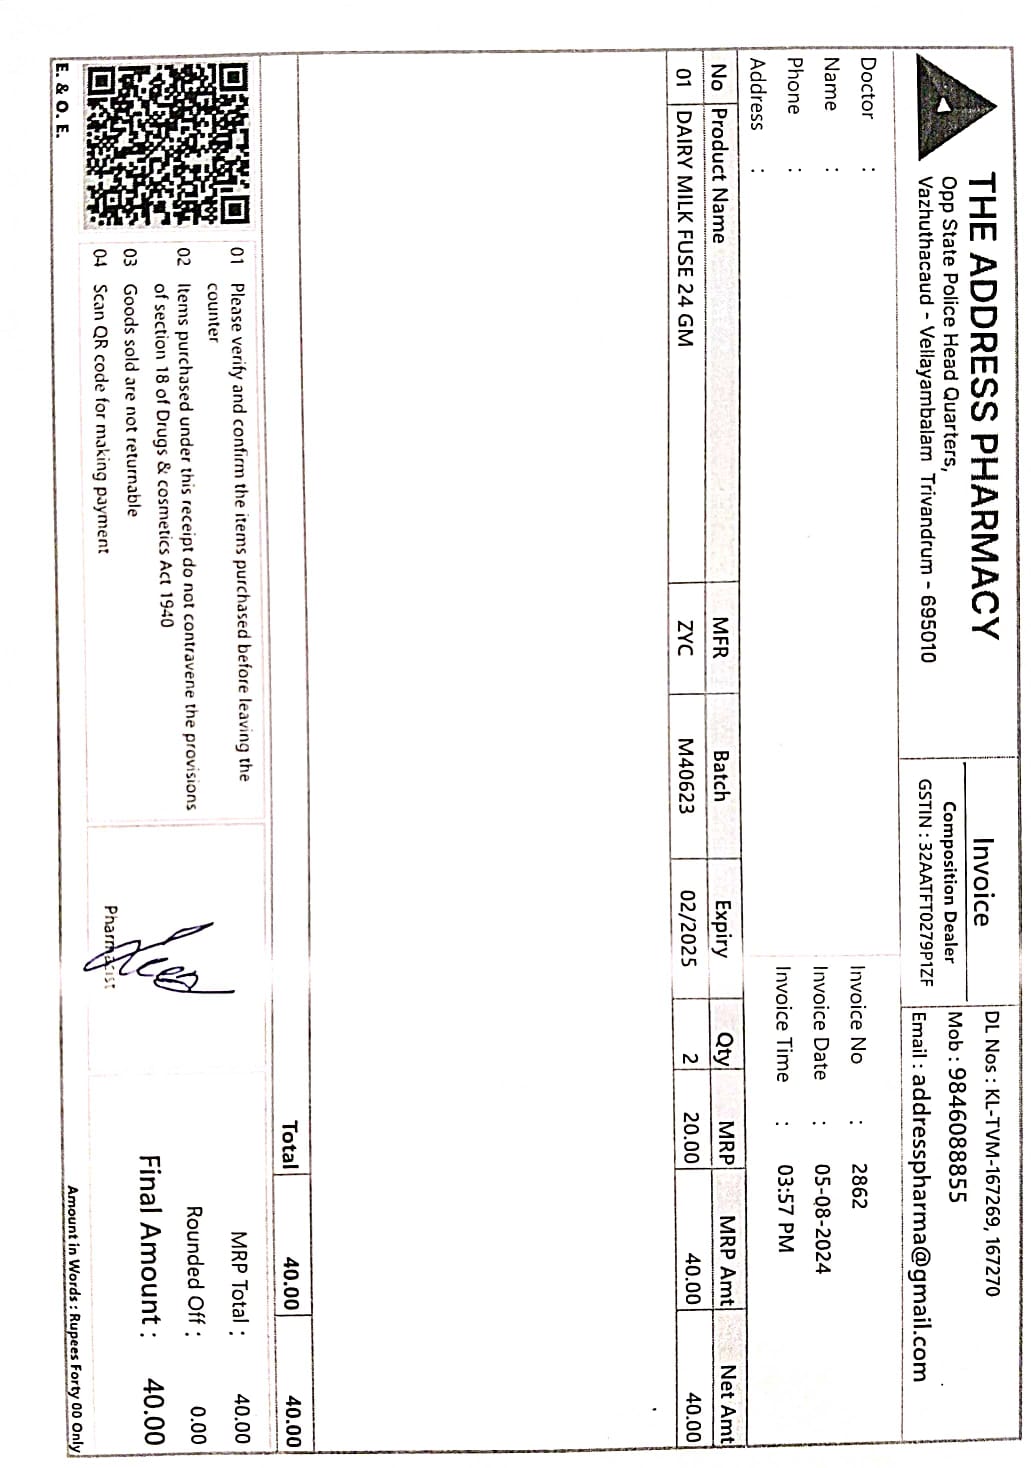 THE ADDRESS PHARMACY
Opp State Police Head Quarters,
Vazhuthacaud - Vellayambalam Trivandrum - 695010
Invoice
Composition Dealer
GSTIN : 32AATFT0279P1ZF
DL Nos : KL-TVM-167269, 167270
Mob : 9846088855
Email : addresspharma@gmail.com
Doctor :
Name :
Phone :
Address :
Invoice No : 2862
Invoice Date : 05-08-2024
Invoice Time : 03:57 PM
No Product Name MFR Batch Expiry Qty MRP MRP Amt Net Amt
01 DAIRY MILK FUSE 24 GM ZYC M40623 02/2025 2 20.00 40.00 40.00
Total 40.00 40.00
01 Please verify and confirm the items purchased before leaving the
counter
02 Items purchased under this receipt do not contravene the provisions
of section 18 of Drugs & cosmetics Act 1940
03 Goods sold are not returnable
04 Scan QR code for making payment
Pharmacist
MRP Total : 40.00
Rounded Off : 0.00
Final Amount : 40.00
E. & O. E.
Amount in Words : Rupees Forty 00 Only